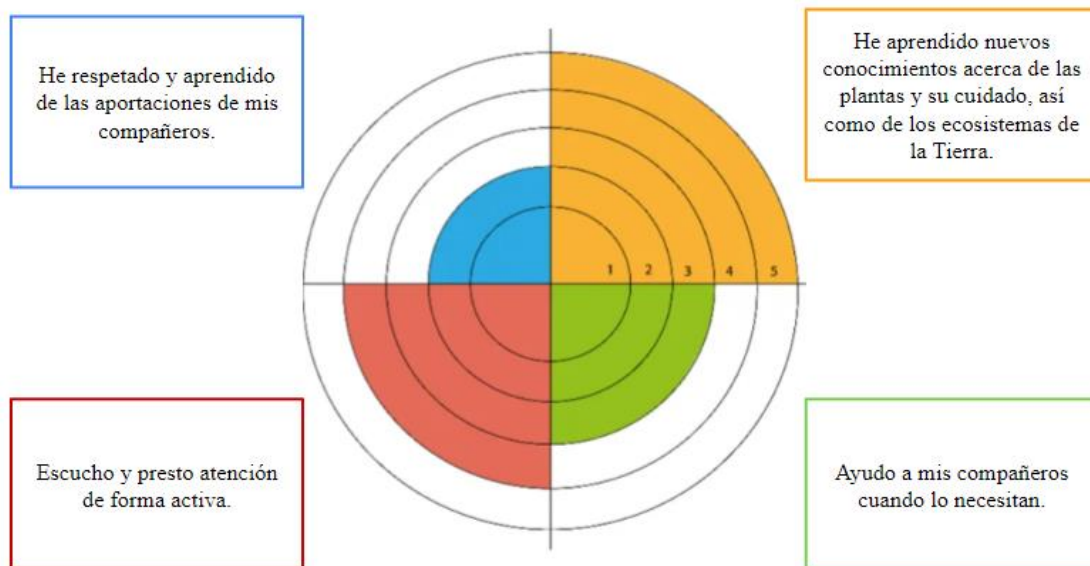 He respetado y aprendido
de las aportaciones de mis
compañeros.
He aprendido nuevos
conocimientos acerca de las
plantas y su cuidado, así
como de los ecosistemas de
la Tierra.
1 2 3 4 5
Escucho y presto atención
de forma activa.
Ayudo a mis compañeros
cuando lo necesitan.